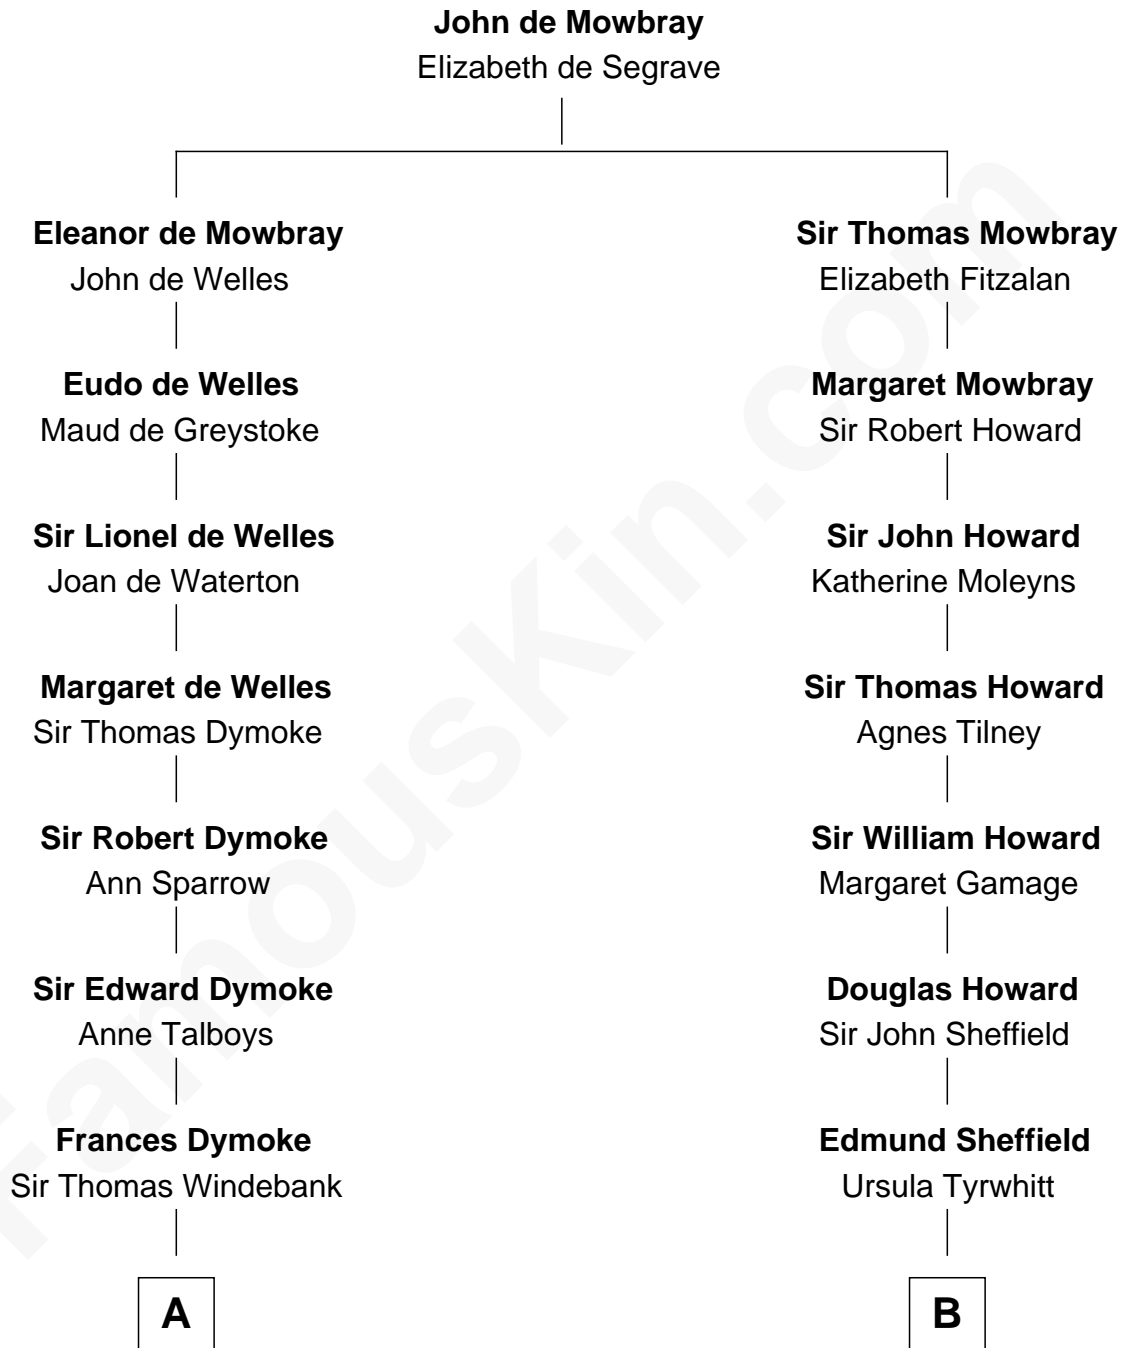 John de Mowbray
Elizabeth de Segrave
Eleanor de Mowbray
John de Welles
Sir Thomas Mowbray
Elizabeth Fitzalan
Eudo de Welles
Maud de Greystoke
Margaret Mowbray
Sir Robert Howard
Sir Lionel de Welles
Joan de Waterton
Sir John Howard
Katherine Moleyns
Margaret de Welles
Sir Thomas Dymoke
Sir Thomas Howard
Agnes Tilney
Sir Robert Dymoke
Ann Sparrow
Sir William Howard
Margaret Gamage
Sir Edward Dymoke
Anne Talboys
Douglas Howard
Sir John Sheffield
Frances Dymoke
Sir Thomas Windebank
Edmund Sheffield
Ursula Tyrwhitt
A
B
FamousKin.com